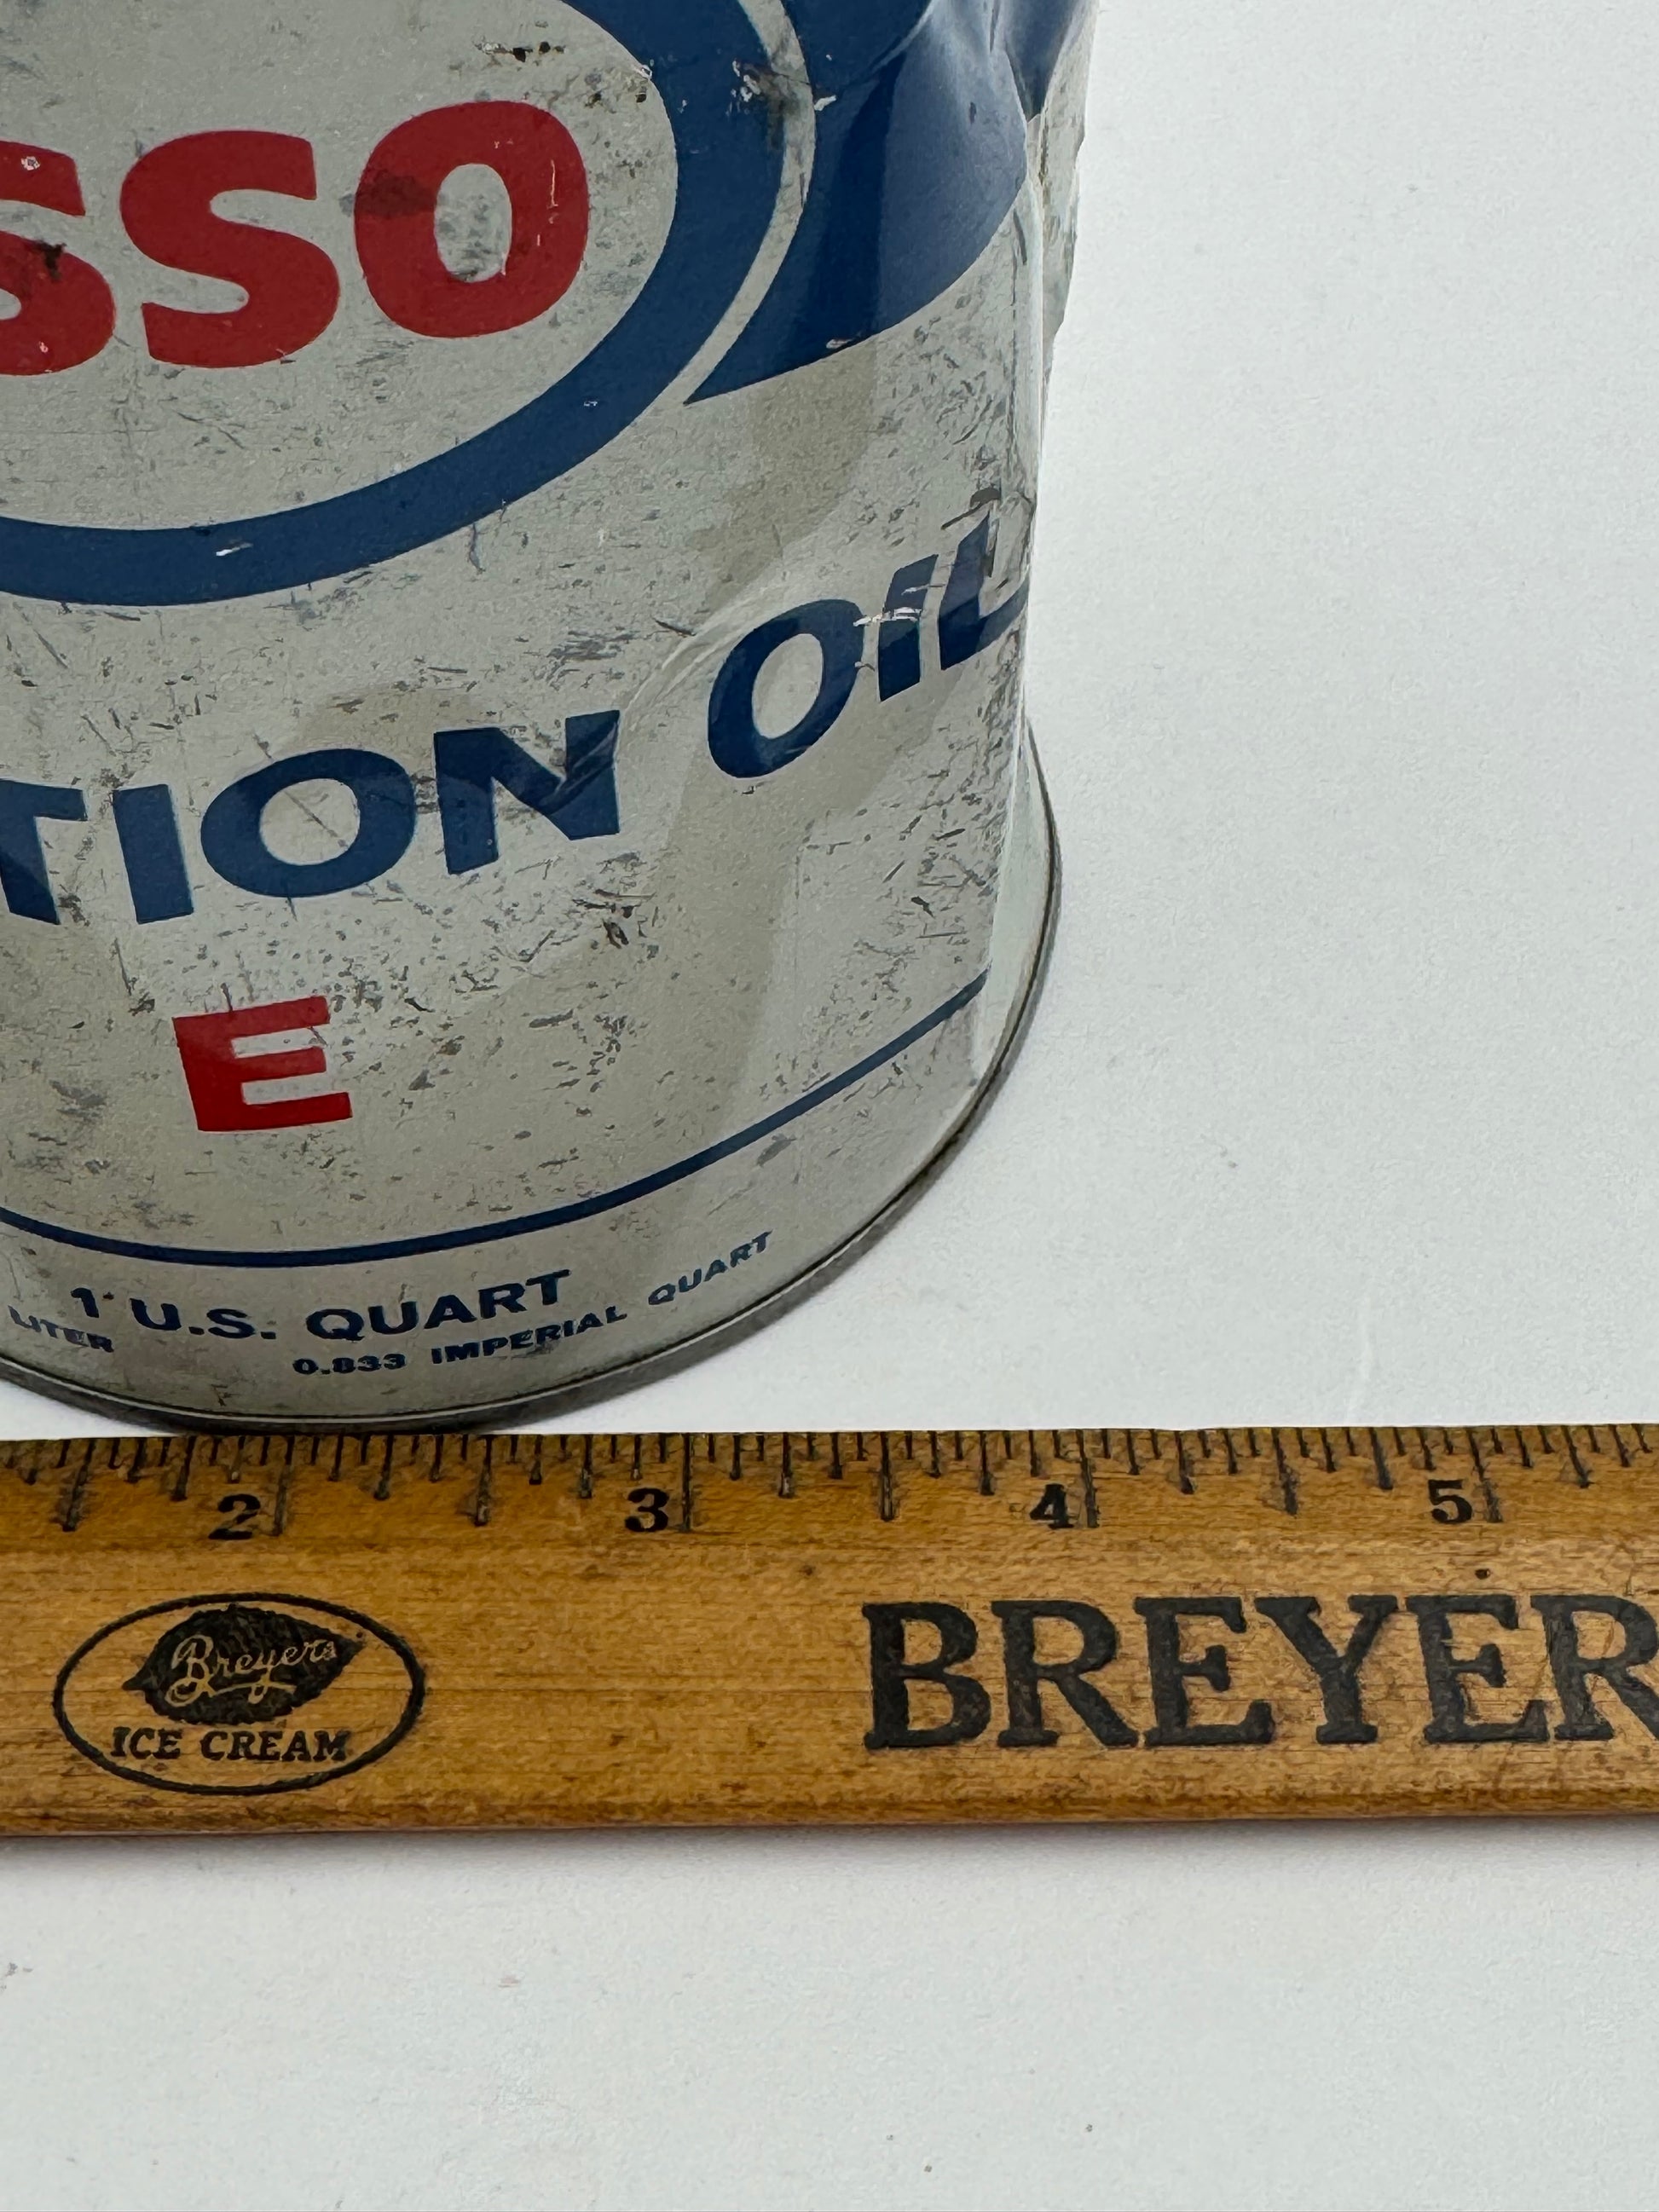 SSO
TION OIL
E
1 U.S. QUART
LITER 0.833 IMPERIAL QUART
2 3 4 5
Breyers BREYER
ICE CREAM